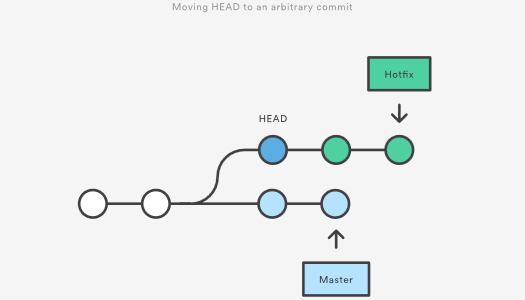 Moving HEAD to an arbitrary commit
Hotfix
HEAD
Master